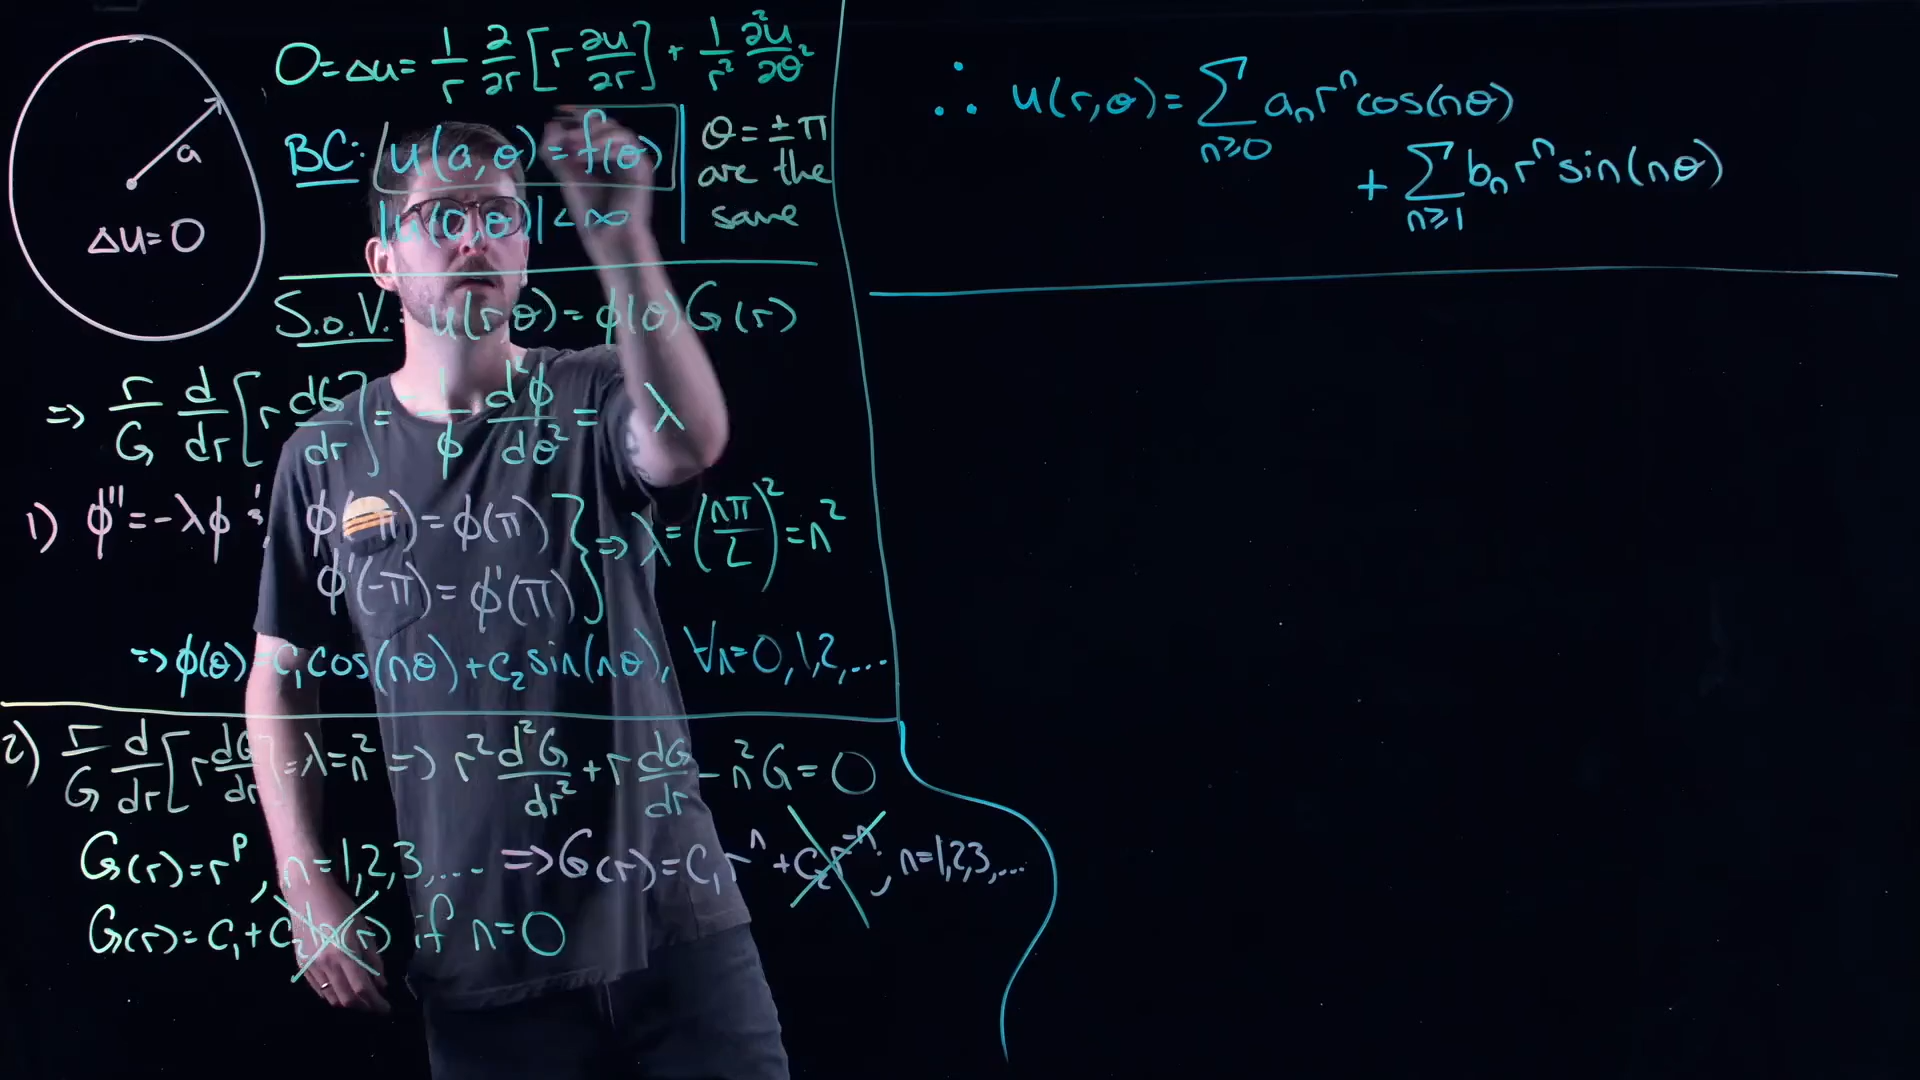 a
Δu=0
0=Δu= 1/r ∂/∂r [r ∂u/∂r] + 1/r² ∂²u/∂θ²
BC: u(a,θ)=f(θ)
|u(0,θ)|<∞
θ=±π
are the
same
S.o.V.: u(r,θ)=φ(θ)G(r)
=> r/G d/dr [r dG/dr] = -1/φ d²φ/dθ² = λ
1) φ''=-λφ ; φ(-π)=φ(π)
φ'(-π)=φ'(π) } => λ=(nπ/L)²=n²
=> φ(θ)=c₁cos(nθ)+c₂sin(nθ), ∀n=0,1,2,...
2) r/G d/dr [r dG/dr] =λ=n² => r² d²G/dr² + r dG/dr - n²G=0
G(r)=r^p, n=1,2,3,... => G(r)=c₁rⁿ+c₂r⁻ⁿ, n=1,2,3,...
G(r)=c₁+c₂ln(r) if n=0
∴ u(r,θ)=∑ aₙrⁿcos(nθ)
n≥0
+ ∑ bₙrⁿsin(nθ)
n≥1